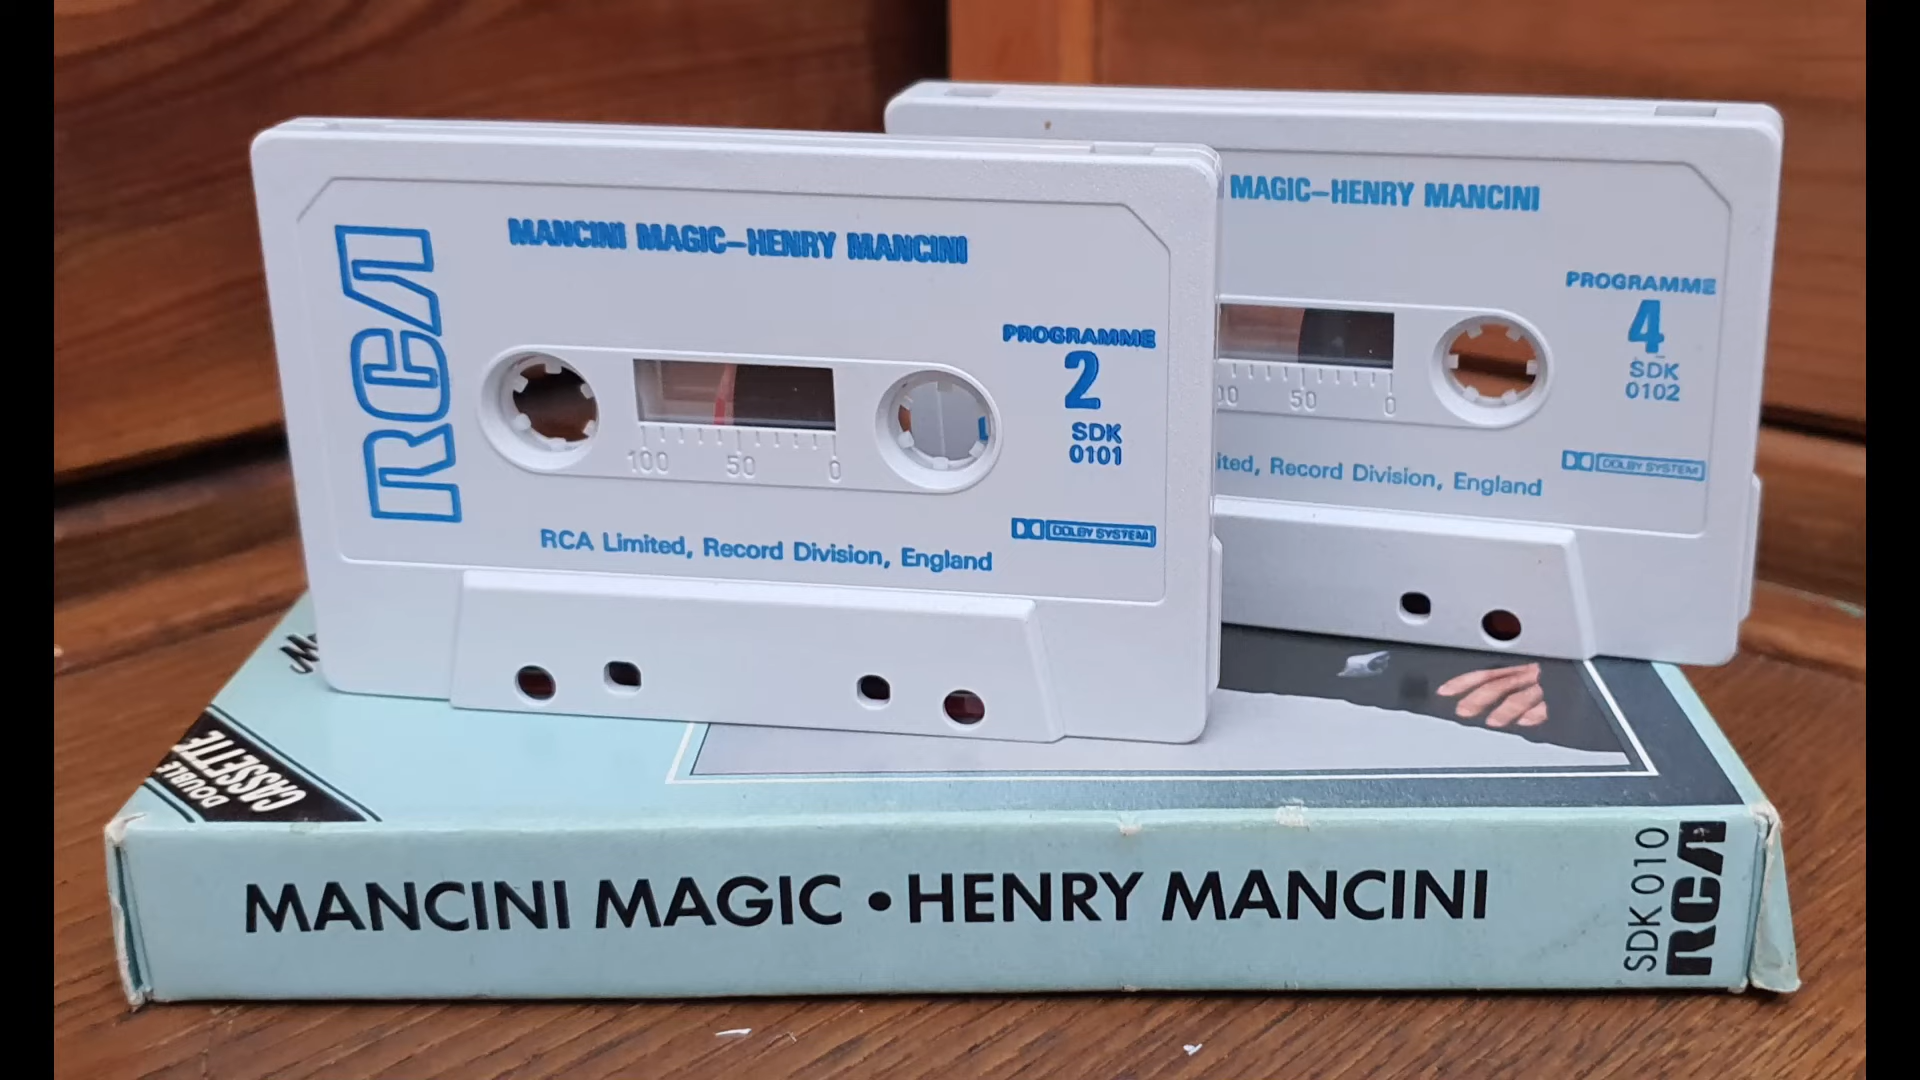 MANCINI MAGIC–HENRY MANCINI
RCA
PROGRAMME
2
SDK
0101
100 50 0
DOLBY SYSTEM
RCA Limited, Record Division, England
MAGIC–HENRY MANCINI
PROGRAMME
4
SDK
0102
50 0
DOLBY SYSTEM
Record Division, England
DOUBLE
CASSETTE
MANCINI MAGIC • HENRY MANCINI
SDK 010
RCA